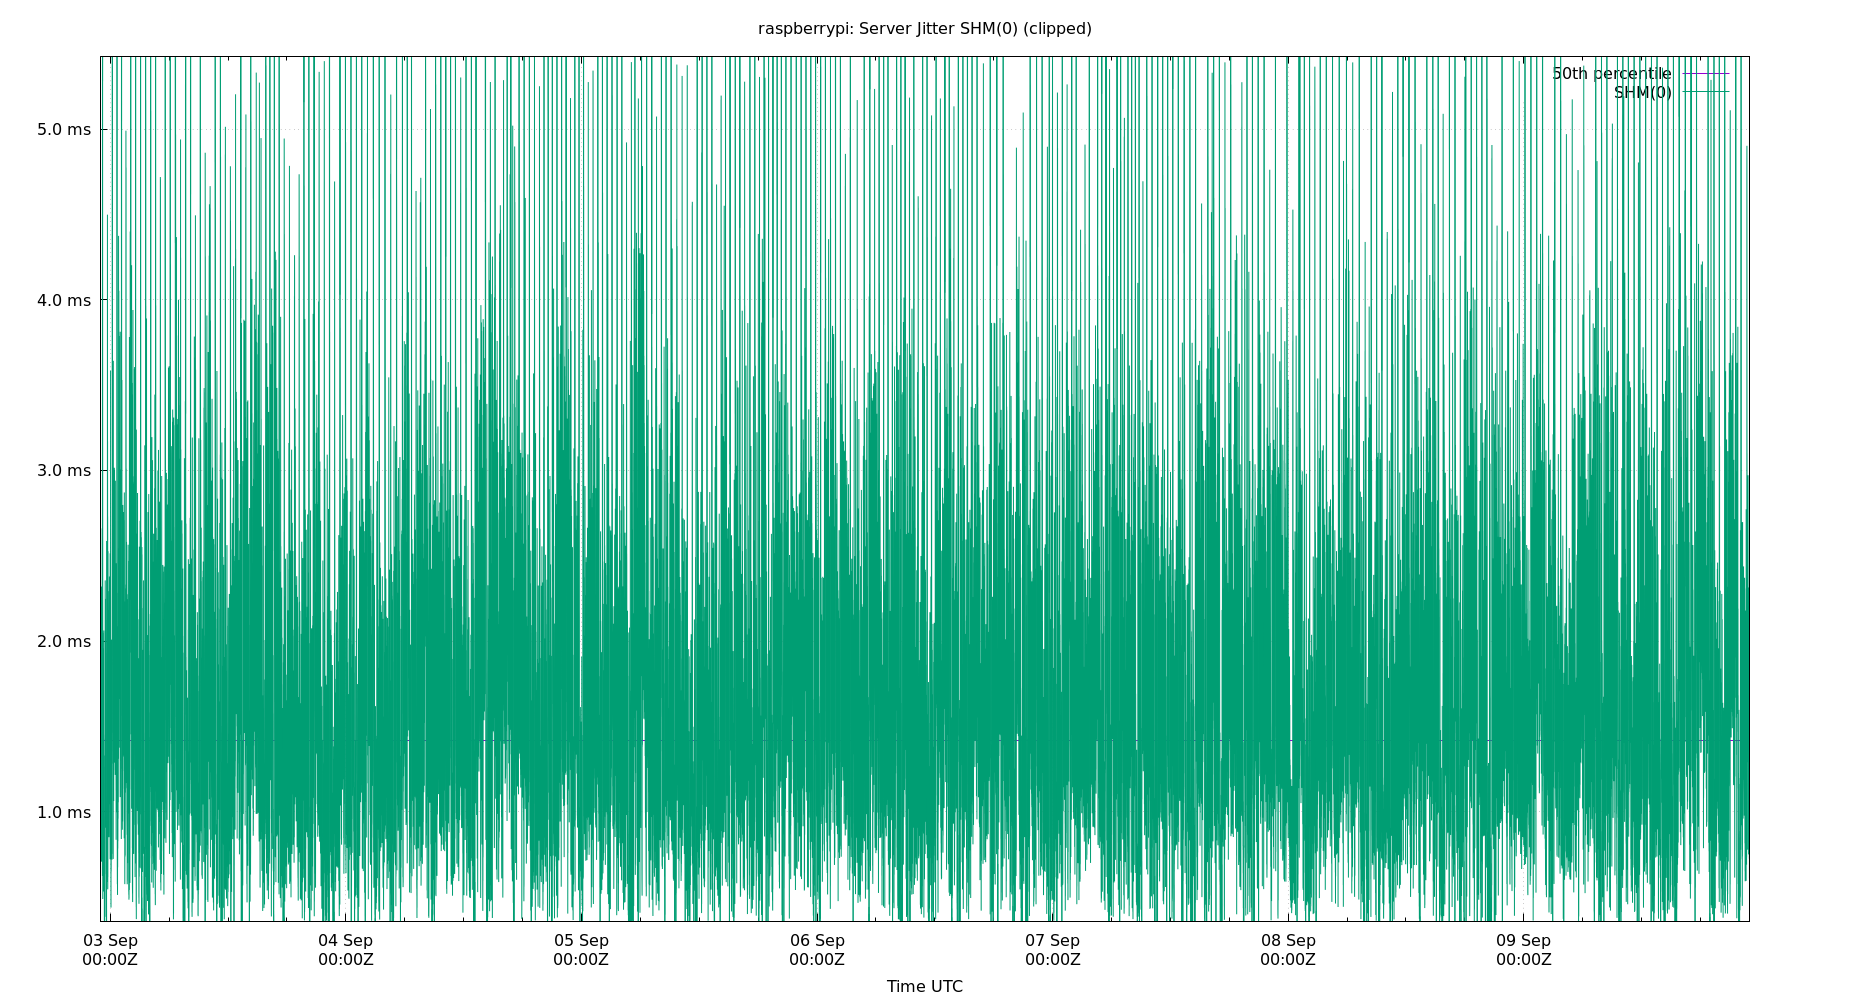 raspberrypi: Server Jitter SHM(0) (clipped)
50th percentile
SHM(0)
5.0 ms
4.0 ms
3.0 ms
2.0 ms
1.0 ms
03 Sep 04 Sep 05 Sep 06 Sep 07 Sep 08 Sep 09 Sep
00:00Z 00:00Z 00:00Z 00:00Z 00:00Z 00:00Z 00:00Z
Time UTC